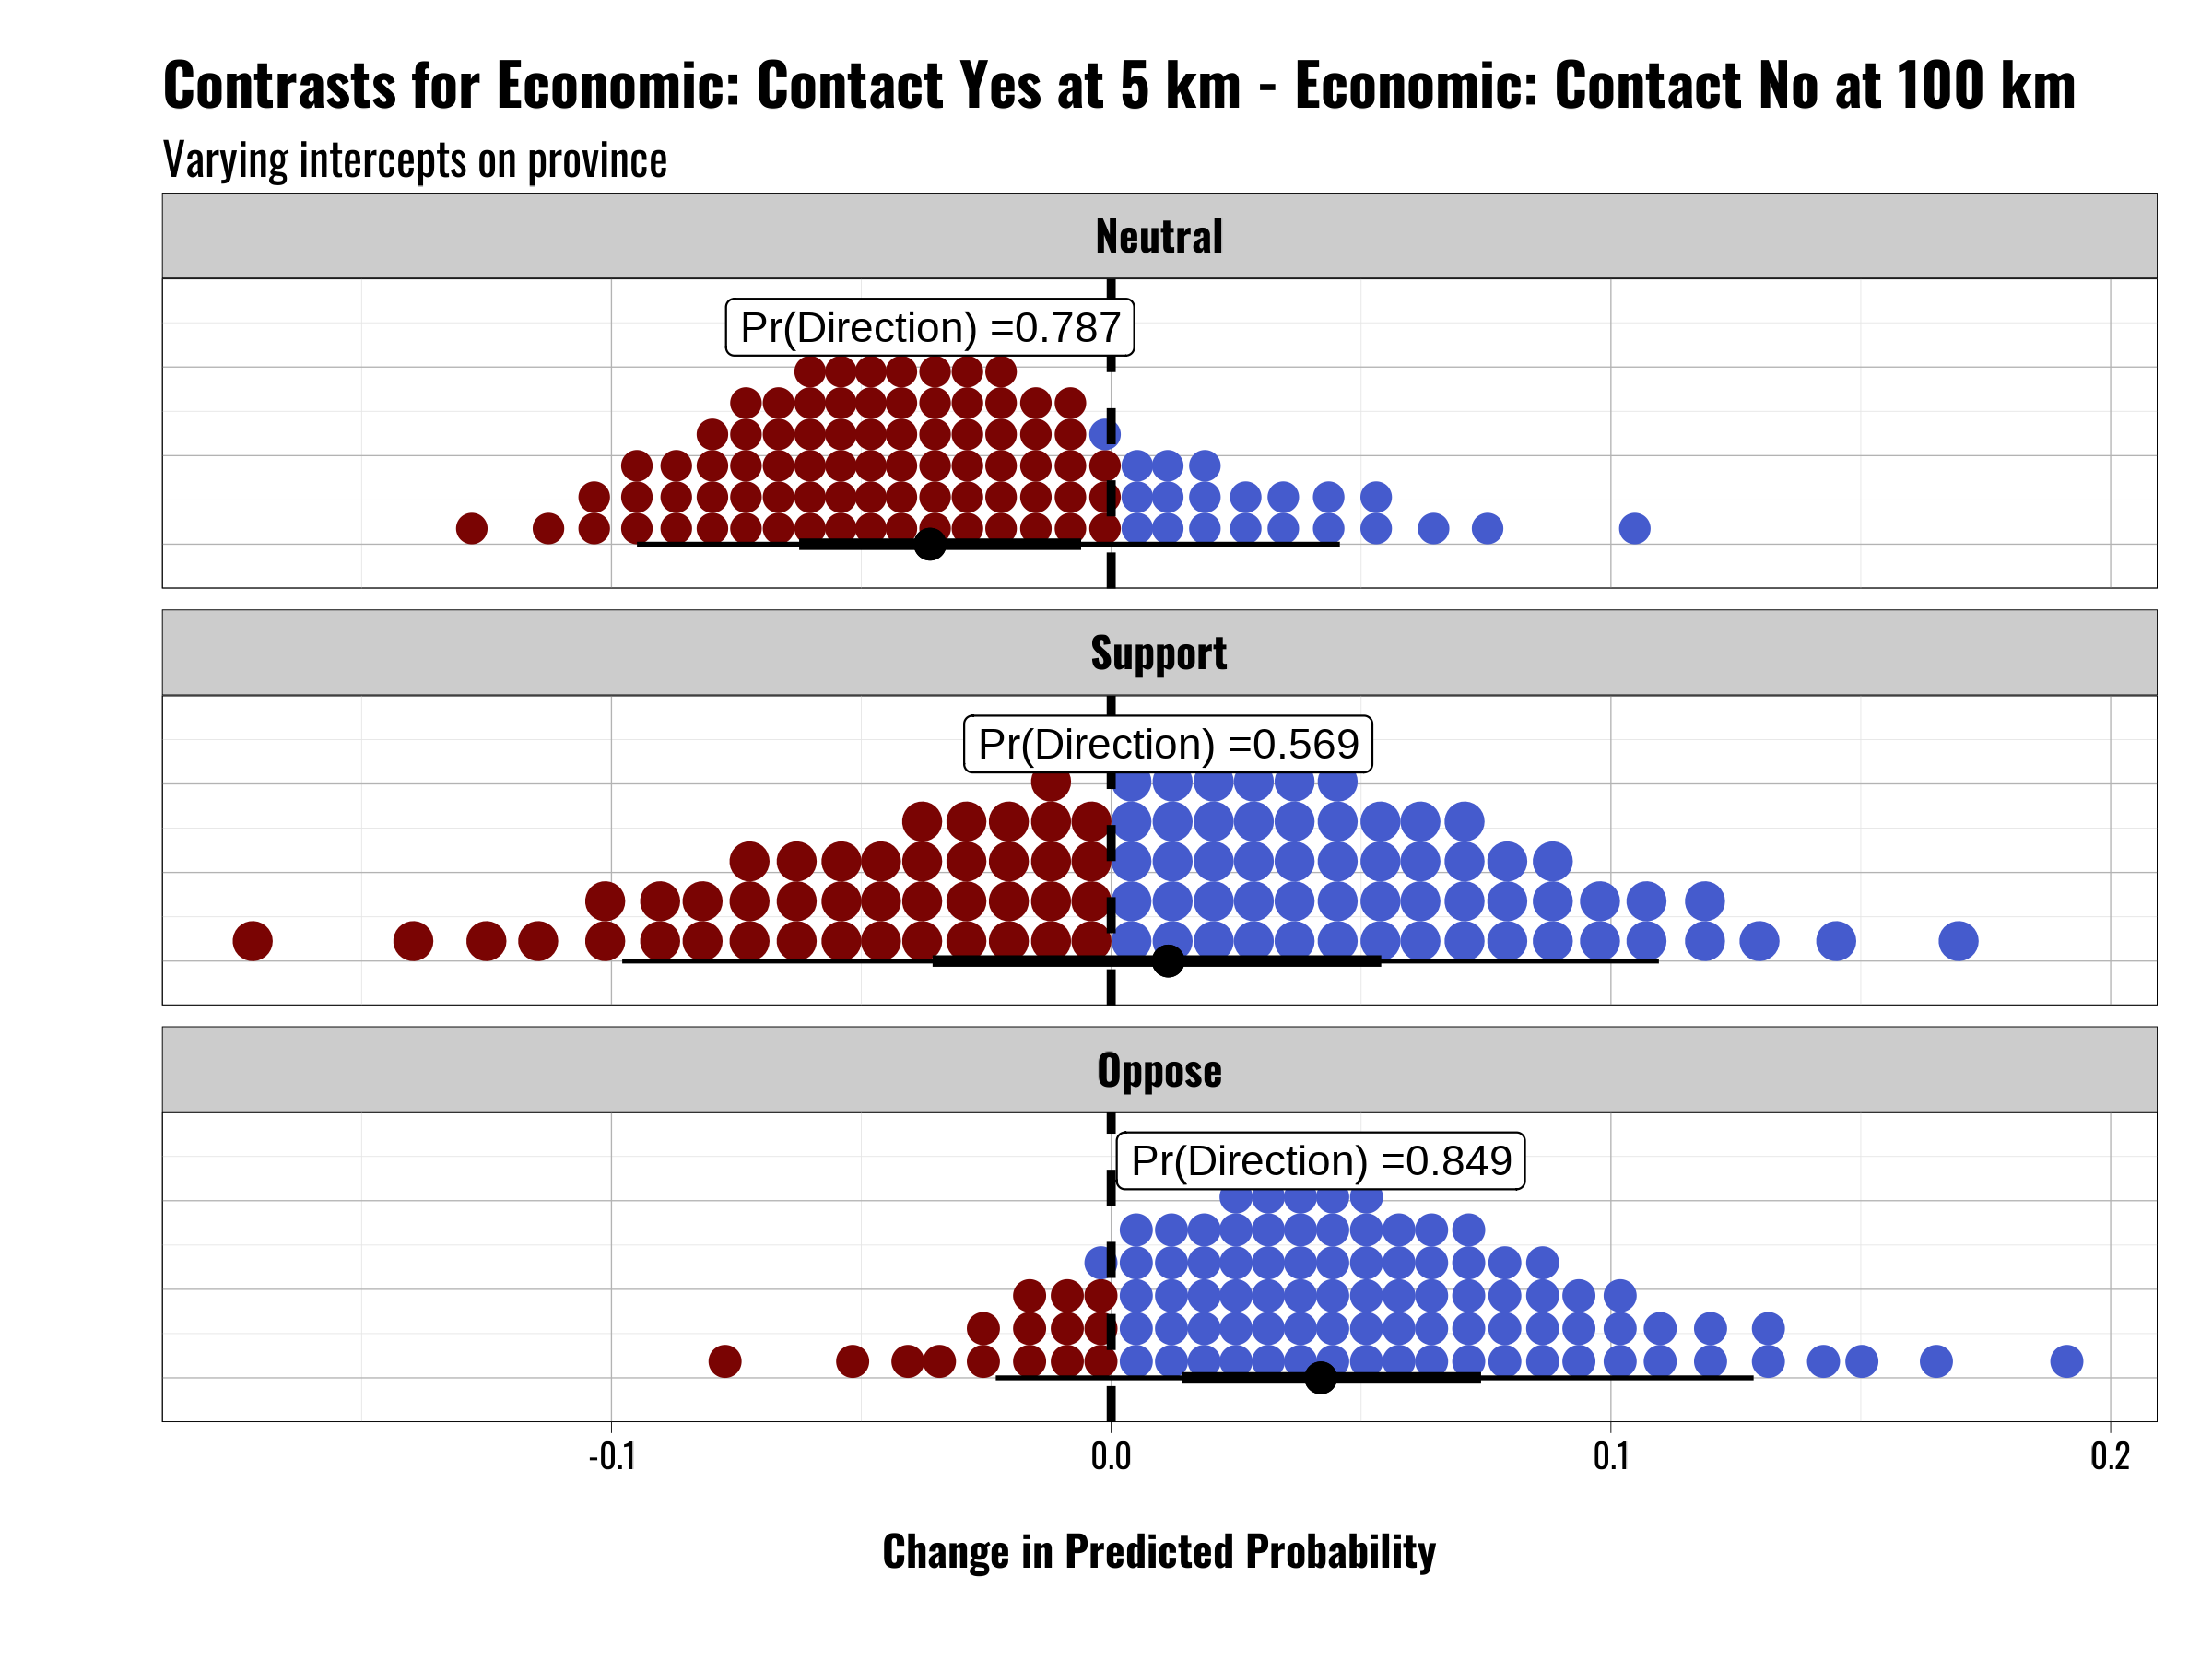 Contrasts for Economic: Contact Yes at 5 km - Economic: Contact No at 100 km
Varying intercepts on province
Neutral
Pr(Direction) =0.787
Support
Pr(Direction) =0.569
Oppose
Pr(Direction) =0.849
-0.1 0.0 0.1 0.2
Change in Predicted Probability